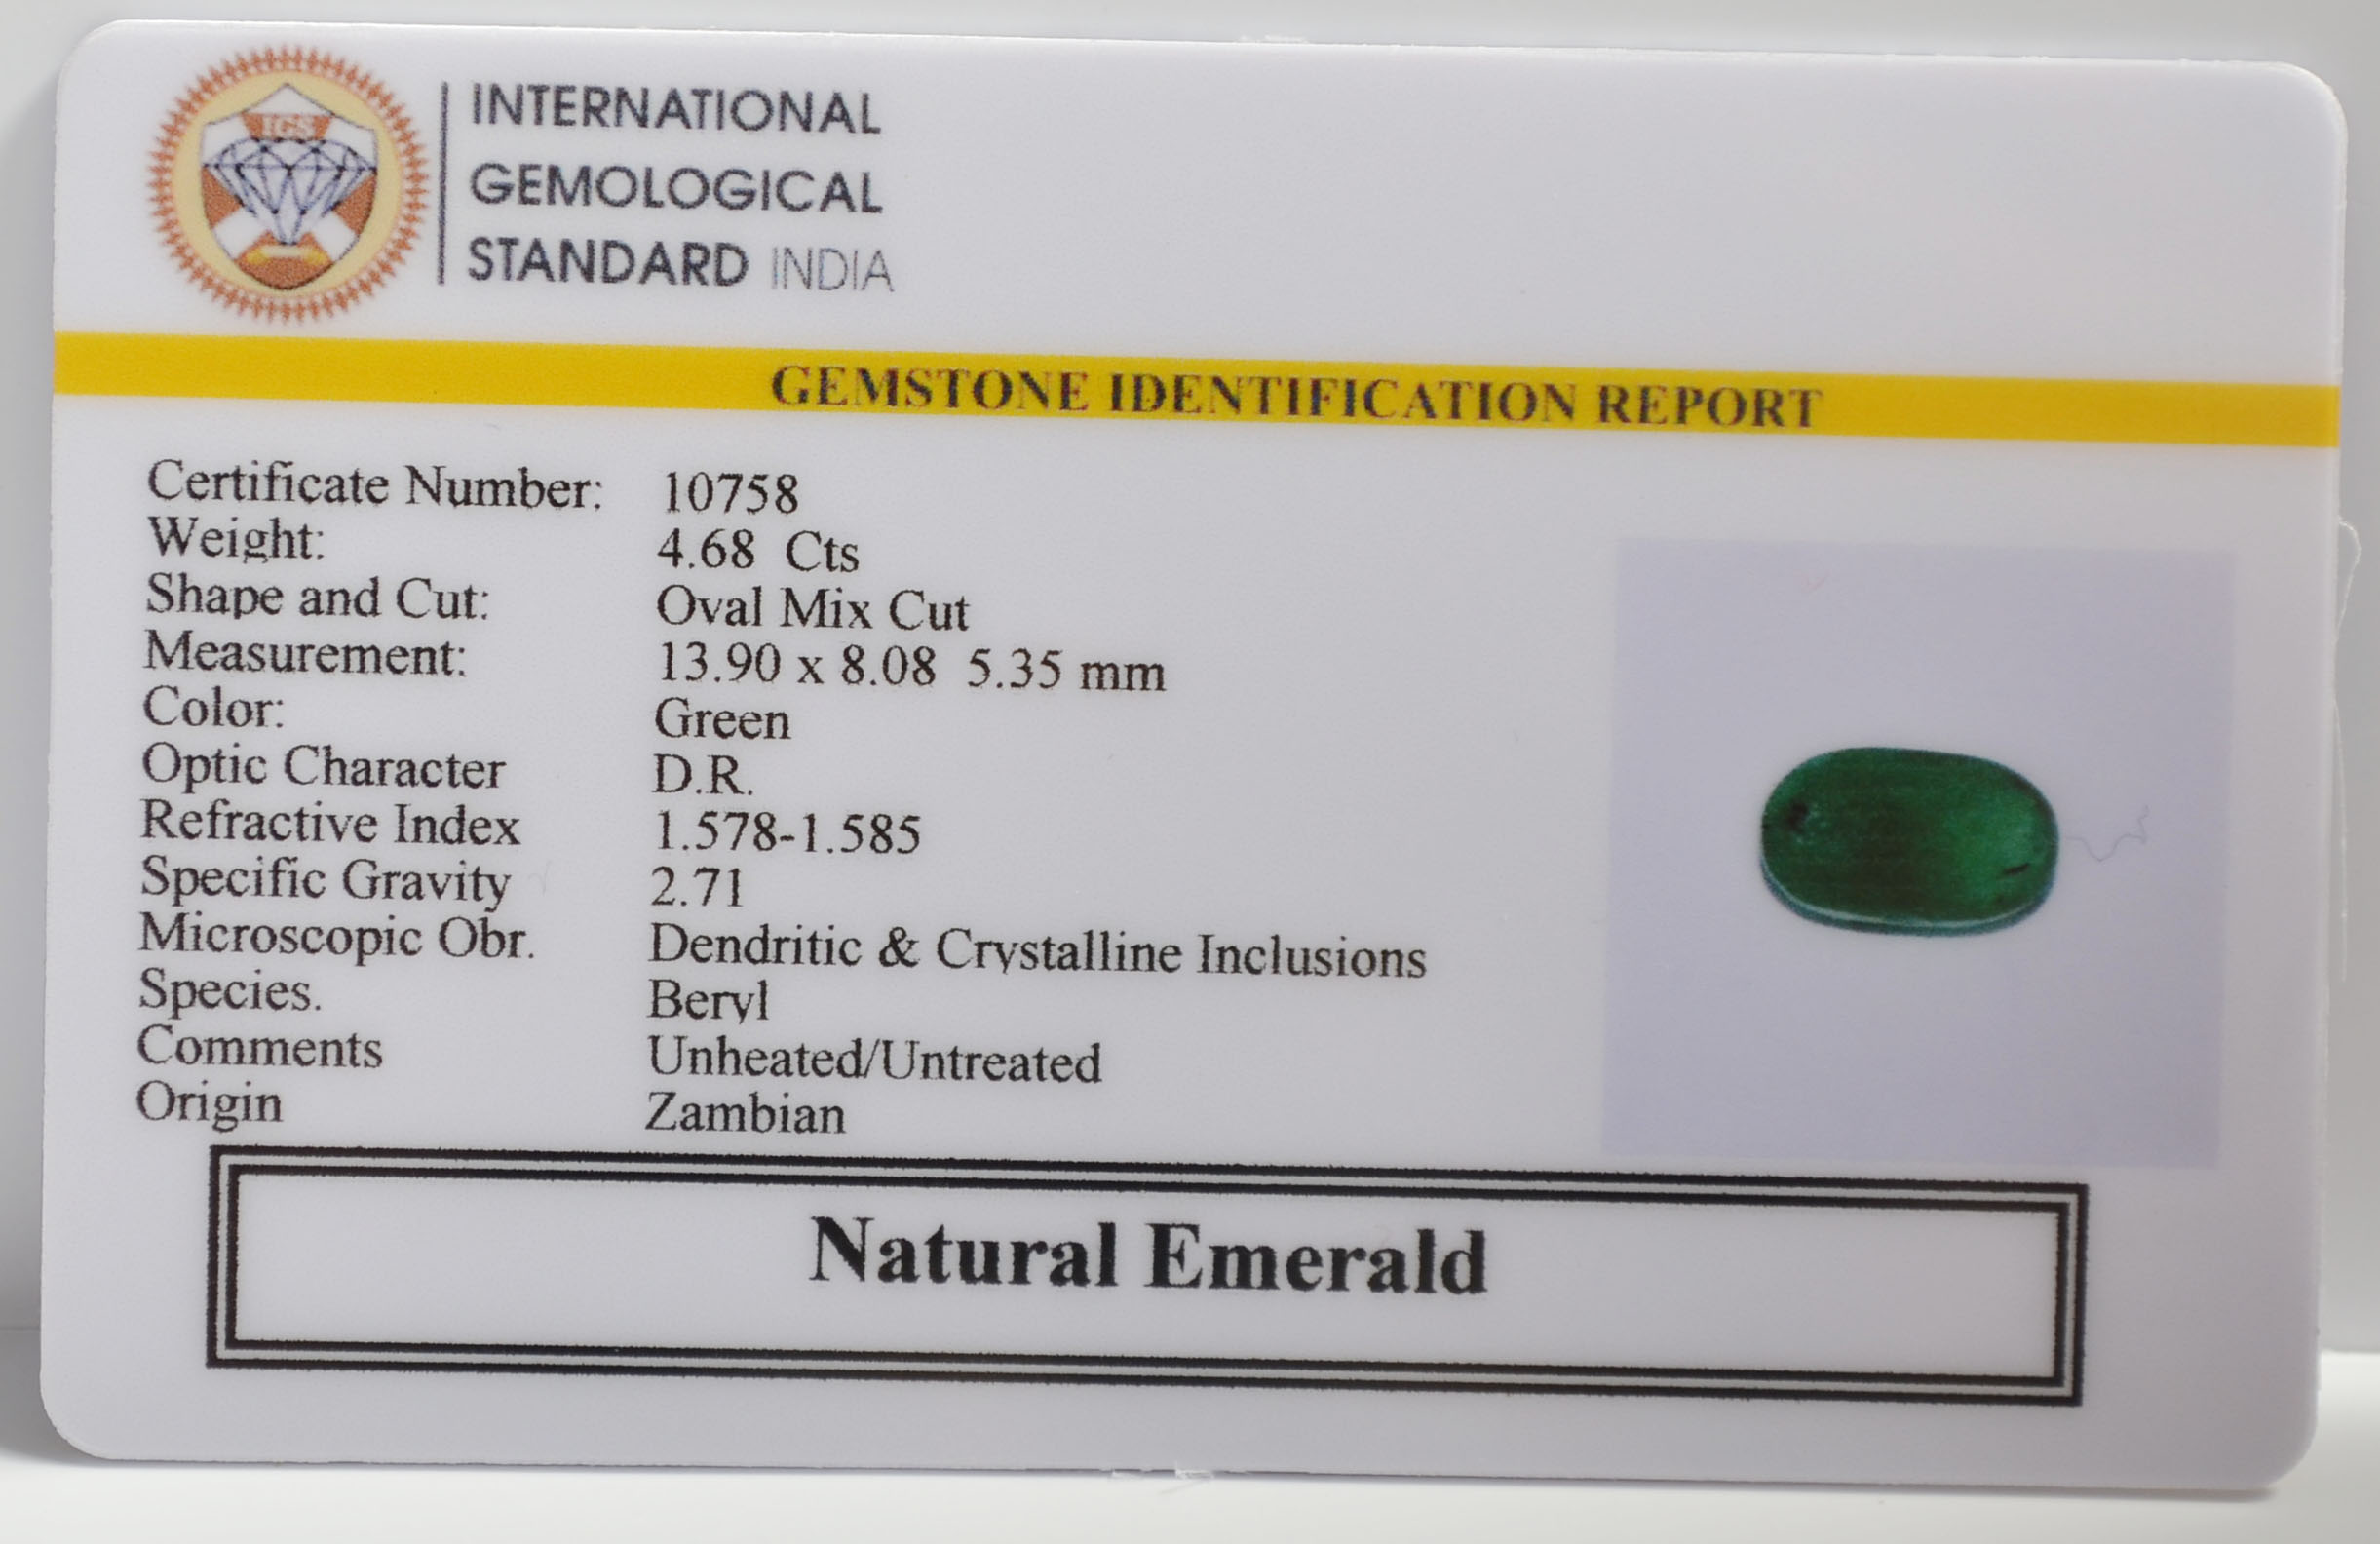 IGS
INTERNATIONAL
GEMOLOGICAL
STANDARD INDIA
GEMSTONE IDENTIFICATION REPORT
Certificate Number: 10758
Weight: 4.68 Cts
Shape and Cut: Oval Mix Cut
Measurement: 13.90 x 8.08 5.35 mm
Color: Green
Optic Character D.R.
Refractive Index 1.578-1.585
Specific Gravity 2.71
Microscopic Obr. Dendritic & Crystalline Inclusions
Species. Beryl
Comments Unheated/Untreated
Origin Zambian
Natural Emerald